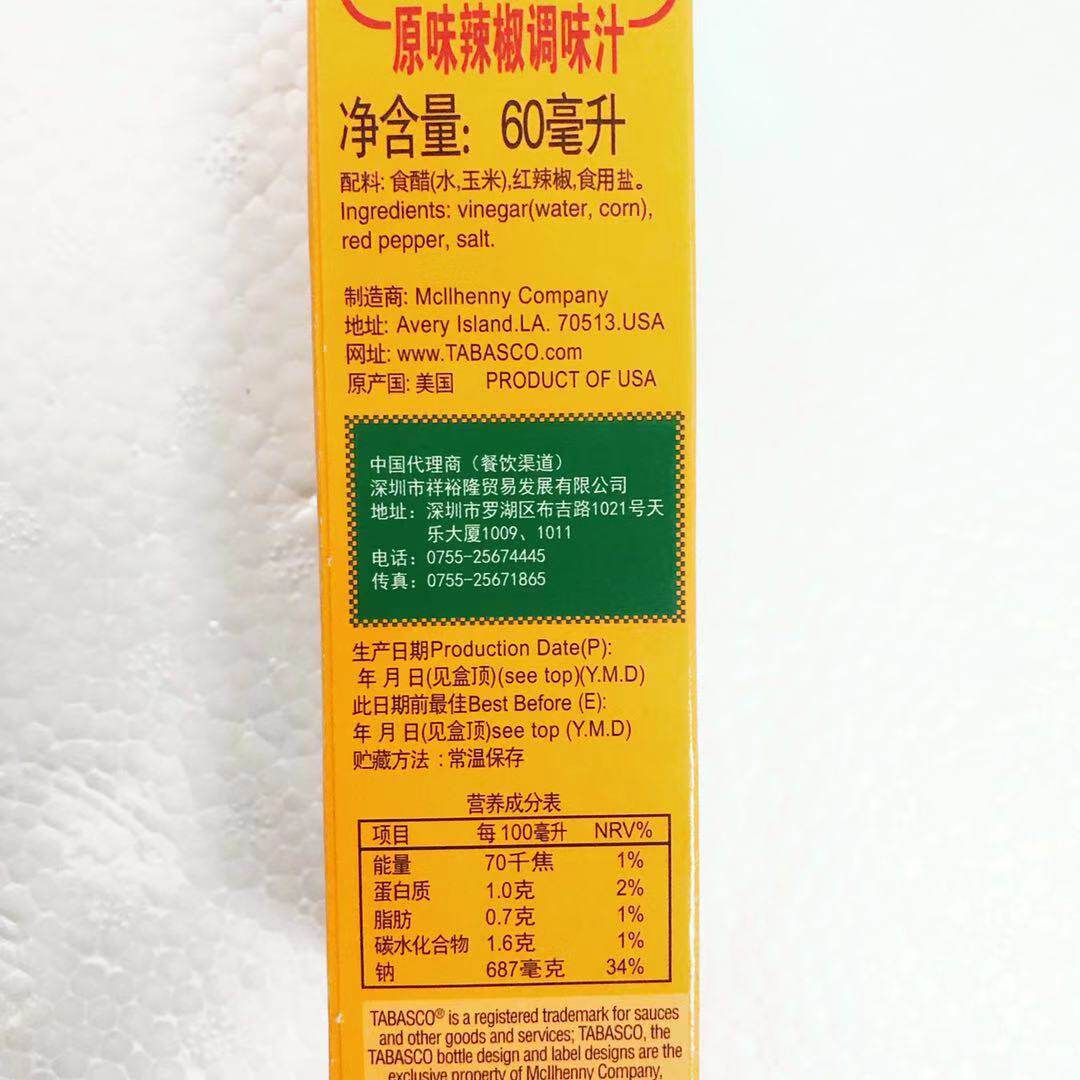 原味辣椒调味汁
净含量: 60毫升
配料: 食醋(水,玉米),红辣椒,食用盐。
Ingredients: vinegar(water, corn),
red pepper, salt.
制造商: McIlhenny Company
地址: Avery Island.LA. 70513.USA
网址: www.TABASCO.com
原产国: 美国 PRODUCT OF USA
中国代理商（餐饮渠道）
深圳市祥裕隆贸易发展有限公司
地址：深圳市罗湖区布吉路1021号天
乐大厦1009、1011
电话：0755-25674445
传真：0755-25671865
生产日期Production Date(P):
年 月 日(见盒顶)(see top)(Y.M.D)
此日期前最佳Best Before (E):
年 月 日(见盒顶)see top (Y.M.D)
贮藏方法 : 常温保存
营养成分表
项目 每100毫升 NRV%
能量 70千焦 1%
蛋白质 1.0克 2%
脂肪 0.7克 1%
碳水化合物 1.6克 1%
钠 687毫克 34%
TABASCO® is a registered trademark for sauces
and other goods and services; TABASCO, the
TABASCO bottle design and label designs are the
exclusive property of McIlhenny Company,